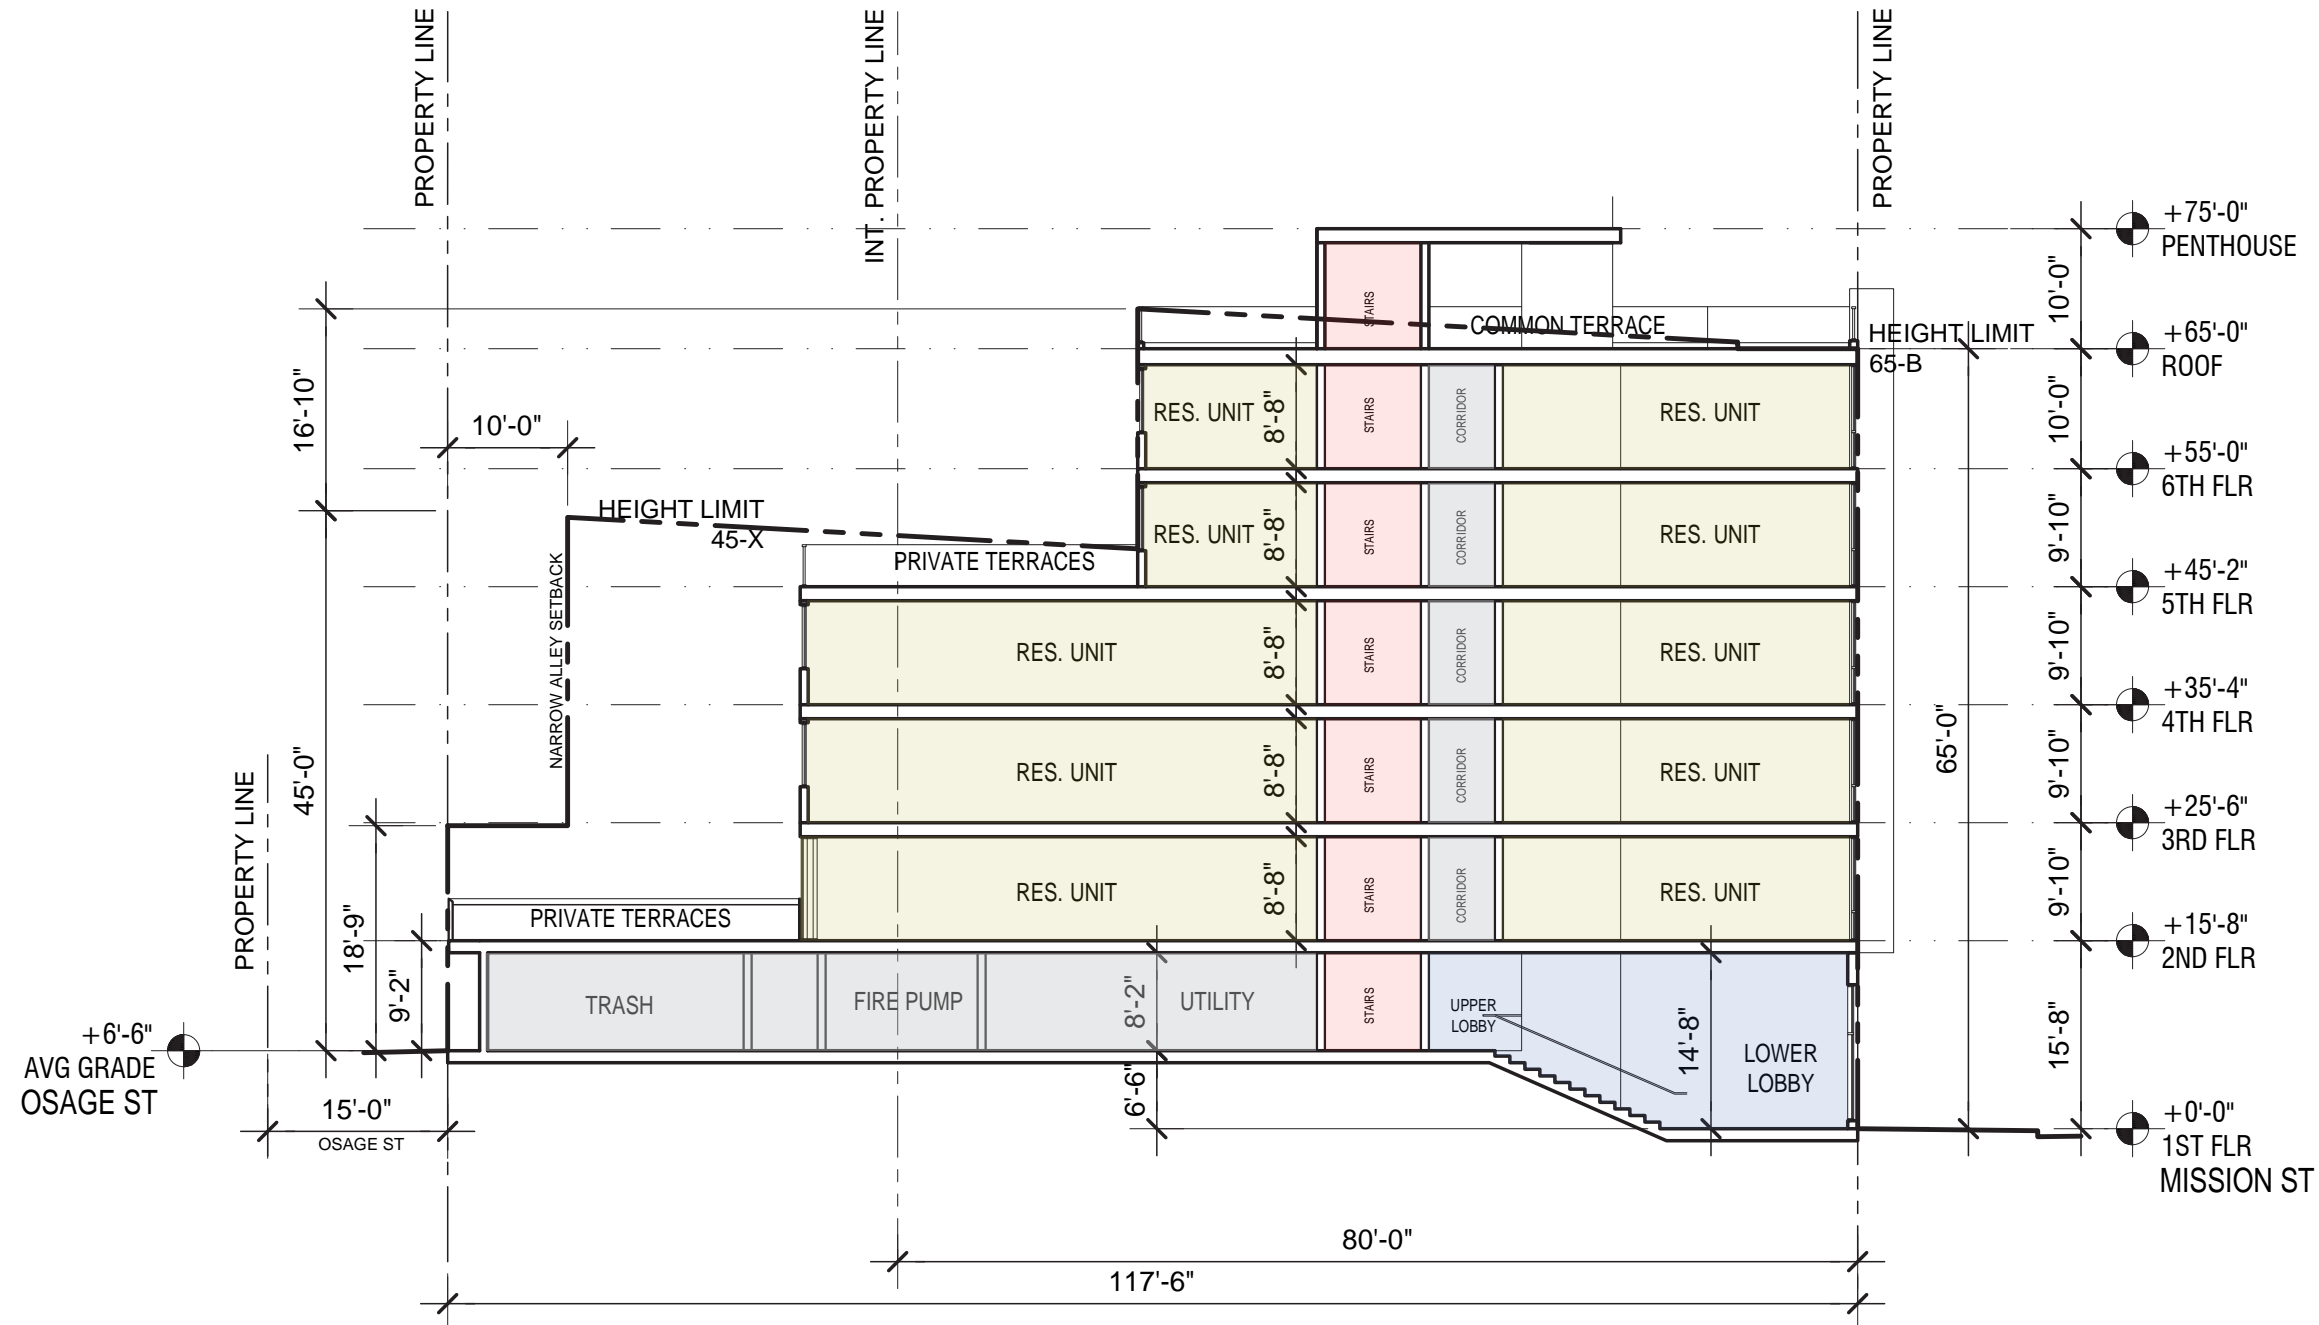 PROPERTY LINE
INT. PROPERTY LINE
PROPERTY LINE
+75'-0"
PENTHOUSE
10'-0"
STAIRS
COMMON TERRACE
HEIGHT LIMIT
65-B
+65'-0"
ROOF
16'-10"
10'-0"
RES. UNIT
8'-8"
STAIRS
CORRIDOR
RES. UNIT
10'-0"
+55'-0"
6TH FLR
HEIGHT LIMIT
45-X
PRIVATE TERRACES
RES. UNIT
8'-8"
STAIRS
CORRIDOR
RES. UNIT
9'-10"
+45'-2"
5TH FLR
NARROW ALLEY SETBACK
RES. UNIT
8'-8"
STAIRS
CORRIDOR
RES. UNIT
9'-10"
+35'-4"
4TH FLR
45'-0"
RES. UNIT
8'-8"
STAIRS
CORRIDOR
RES. UNIT
65'-0"
9'-10"
+25'-6"
3RD FLR
PROPERTY LINE
18'-9"
PRIVATE TERRACES
RES. UNIT
8'-8"
STAIRS
CORRIDOR
RES. UNIT
9'-10"
+15'-8"
2ND FLR
9'-2"
TRASH
FIRE PUMP
8'-2"
UTILITY
STAIRS
UPPER
LOBBY
14'-8"
LOWER
LOBBY
15'-8"
+6'-6"
AVG GRADE
OSAGE ST
15'-0"
OSAGE ST
6'-6"
+0'-0"
1ST FLR
MISSION ST
80'-0"
117'-6"